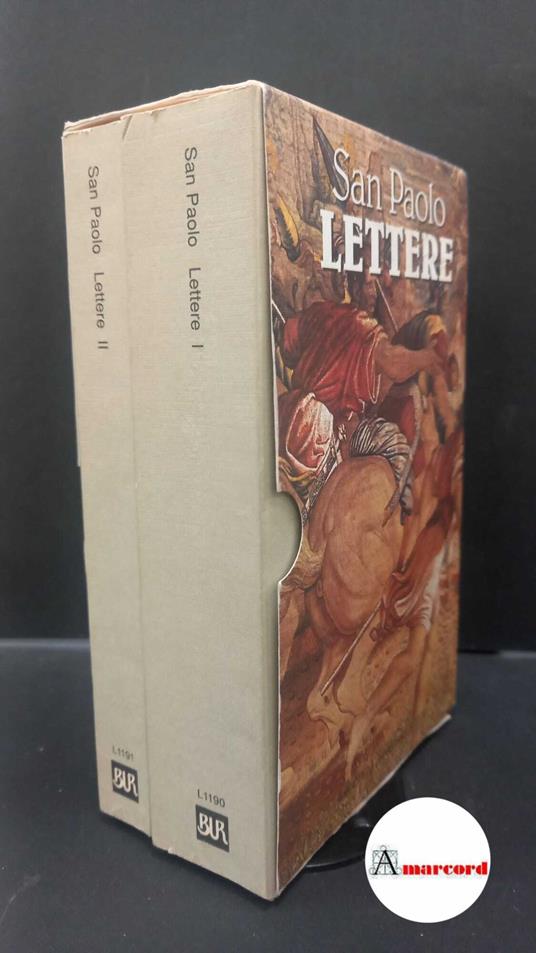 San Paolo Lettere II
L1191
BUR
San Paolo Lettere I
L1190
BUR
San Paolo
LETTERE
Amarcord